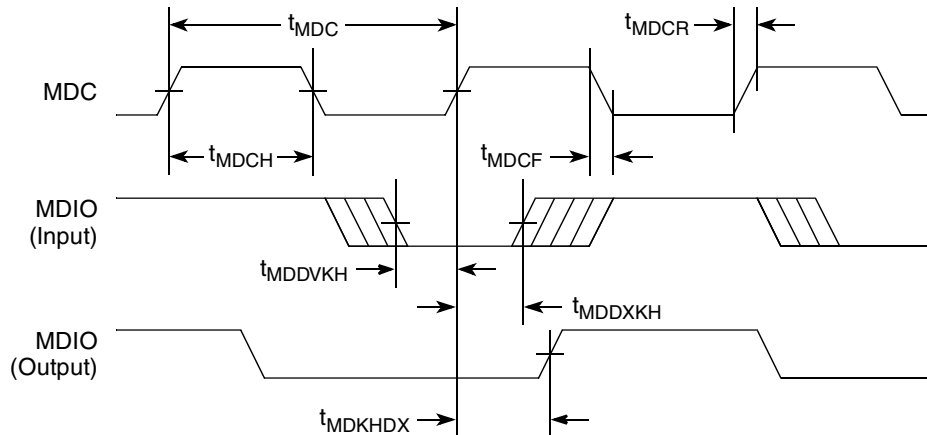 tMDC
tMDCR
MDC
tMDCH
tMDCF
MDIO
(Input)
tMDDVKH
tMDDXKH
MDIO
(Output)
tMDKHDX